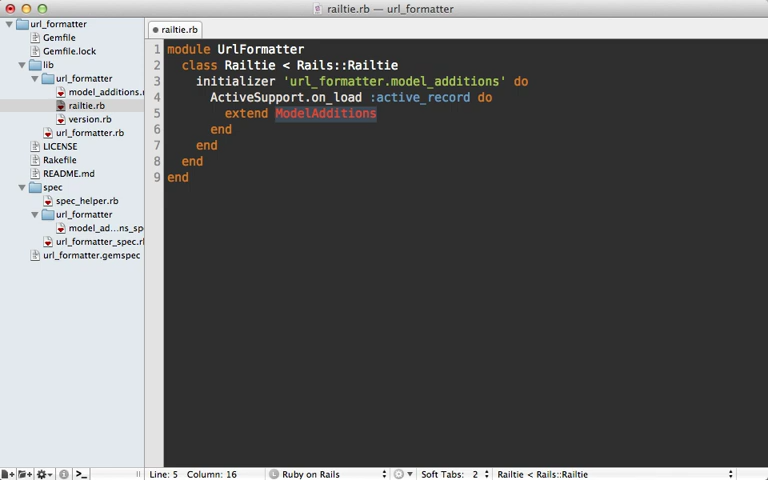 railtie.rb — url_formatter
url_formatter
Gemfile
Gemfile.lock
lib
url_formatter
model_additions.r
railtie.rb
version.rb
url_formatter.rb
LICENSE
Rakefile
README.md
spec
spec_helper.rb
url_formatter
model_ad...ns_sp
url_formatter_spec.rl
url_formatter.gemspec
railtie.rb
1 module UrlFormatter
2 class Railtie < Rails::Railtie
3 initializer 'url_formatter.model_additions' do
4 ActiveSupport.on_load :active_record do
5 extend ModelAdditions
6 end
7 end
8 end
9 end
Line: 5 Column: 16 Ruby on Rails Soft Tabs: 2 Railtie < Rails::Railtie